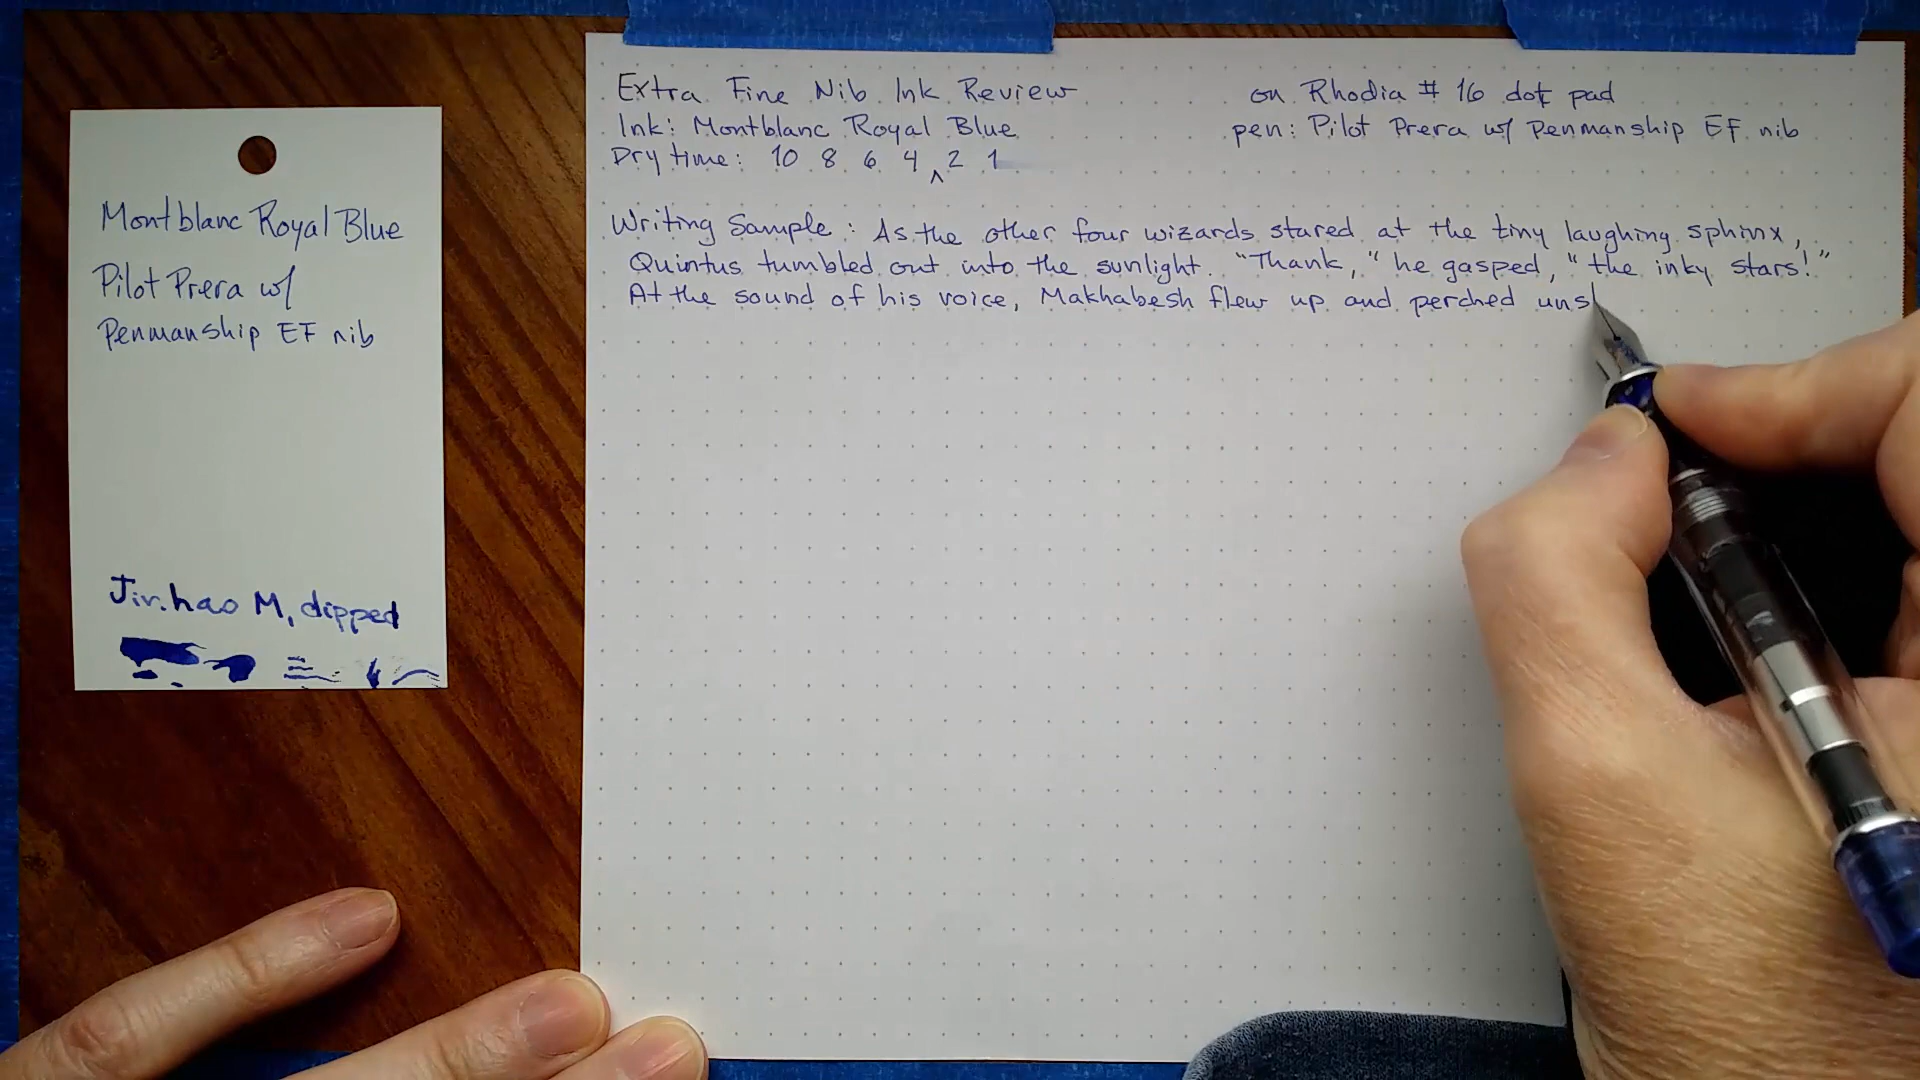 Montblanc Royal Blue
Pilot Prera w/
Penmanship EF nib
Jinhao M, dipped
Extra Fine Nib Ink Review
on Rhodia # 16 dot pad
Ink: Montblanc Royal Blue
pen: Pilot Prera w/ Penmanship EF nib
Dry time: 10 8 6 4 ^ 2 1
Writing Sample: As the other four wizards stared at the tiny laughing sphinx,
Quintus tumbled out into the sunlight. "Thank," he gasped, "the inky stars!"
At the sound of his voice, Makhabesh flew up and perched uns